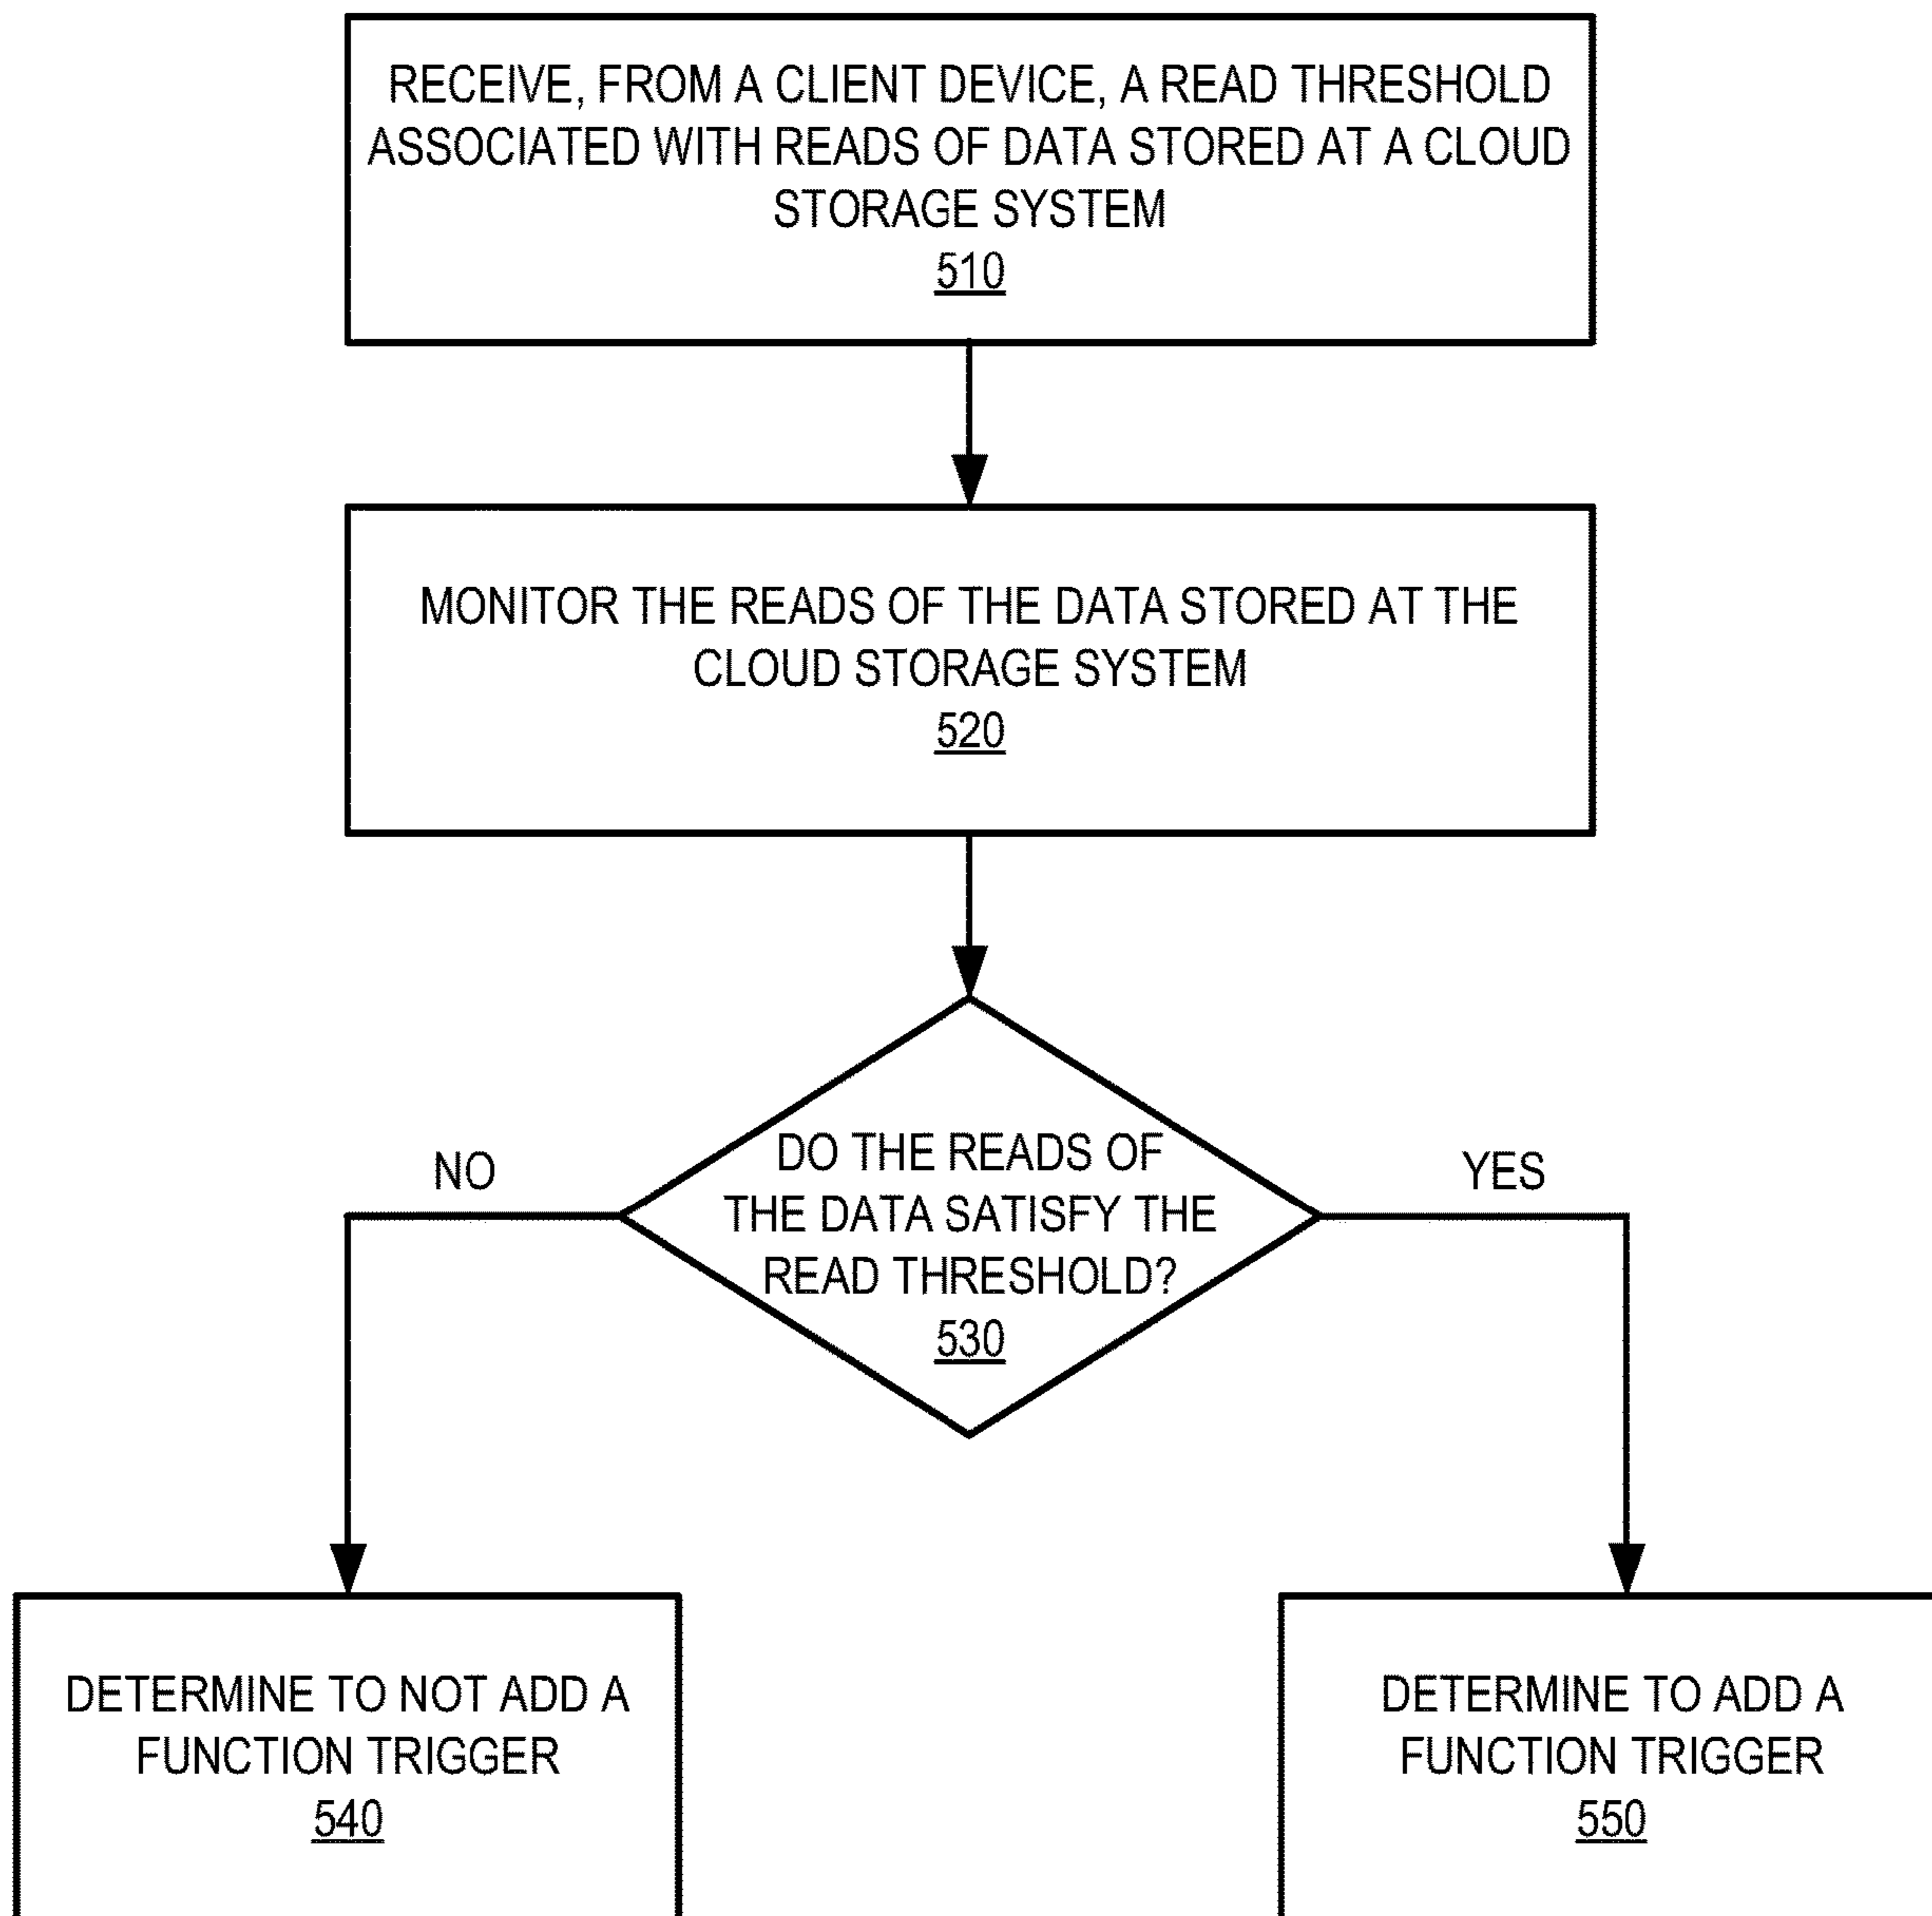 RECEIVE, FROM A CLIENT DEVICE, A READ THRESHOLD
ASSOCIATED WITH READS OF DATA STORED AT A CLOUD
STORAGE SYSTEM
510
MONITOR THE READS OF THE DATA STORED AT THE
CLOUD STORAGE SYSTEM
520
DO THE READS OF
THE DATA SATISFY THE
READ THRESHOLD?
530
NO
YES
DETERMINE TO NOT ADD A
FUNCTION TRIGGER
540
DETERMINE TO ADD A
FUNCTION TRIGGER
550